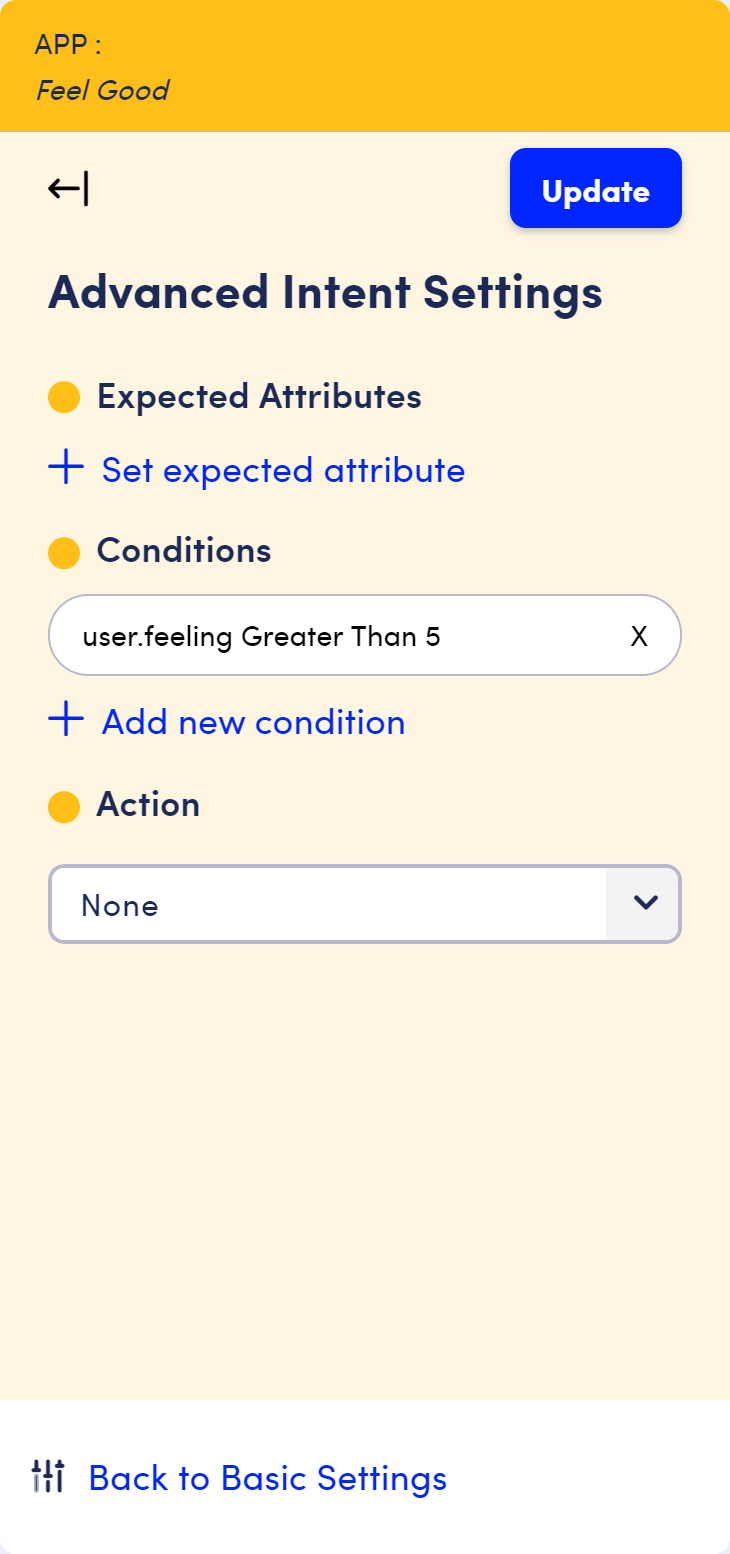 APP :
Feel Good
Update
Advanced Intent Settings
Expected Attributes
Set expected attribute
Conditions
user.feeling Greater Than 5 X
Add new condition
Action
None
Back to Basic Settings